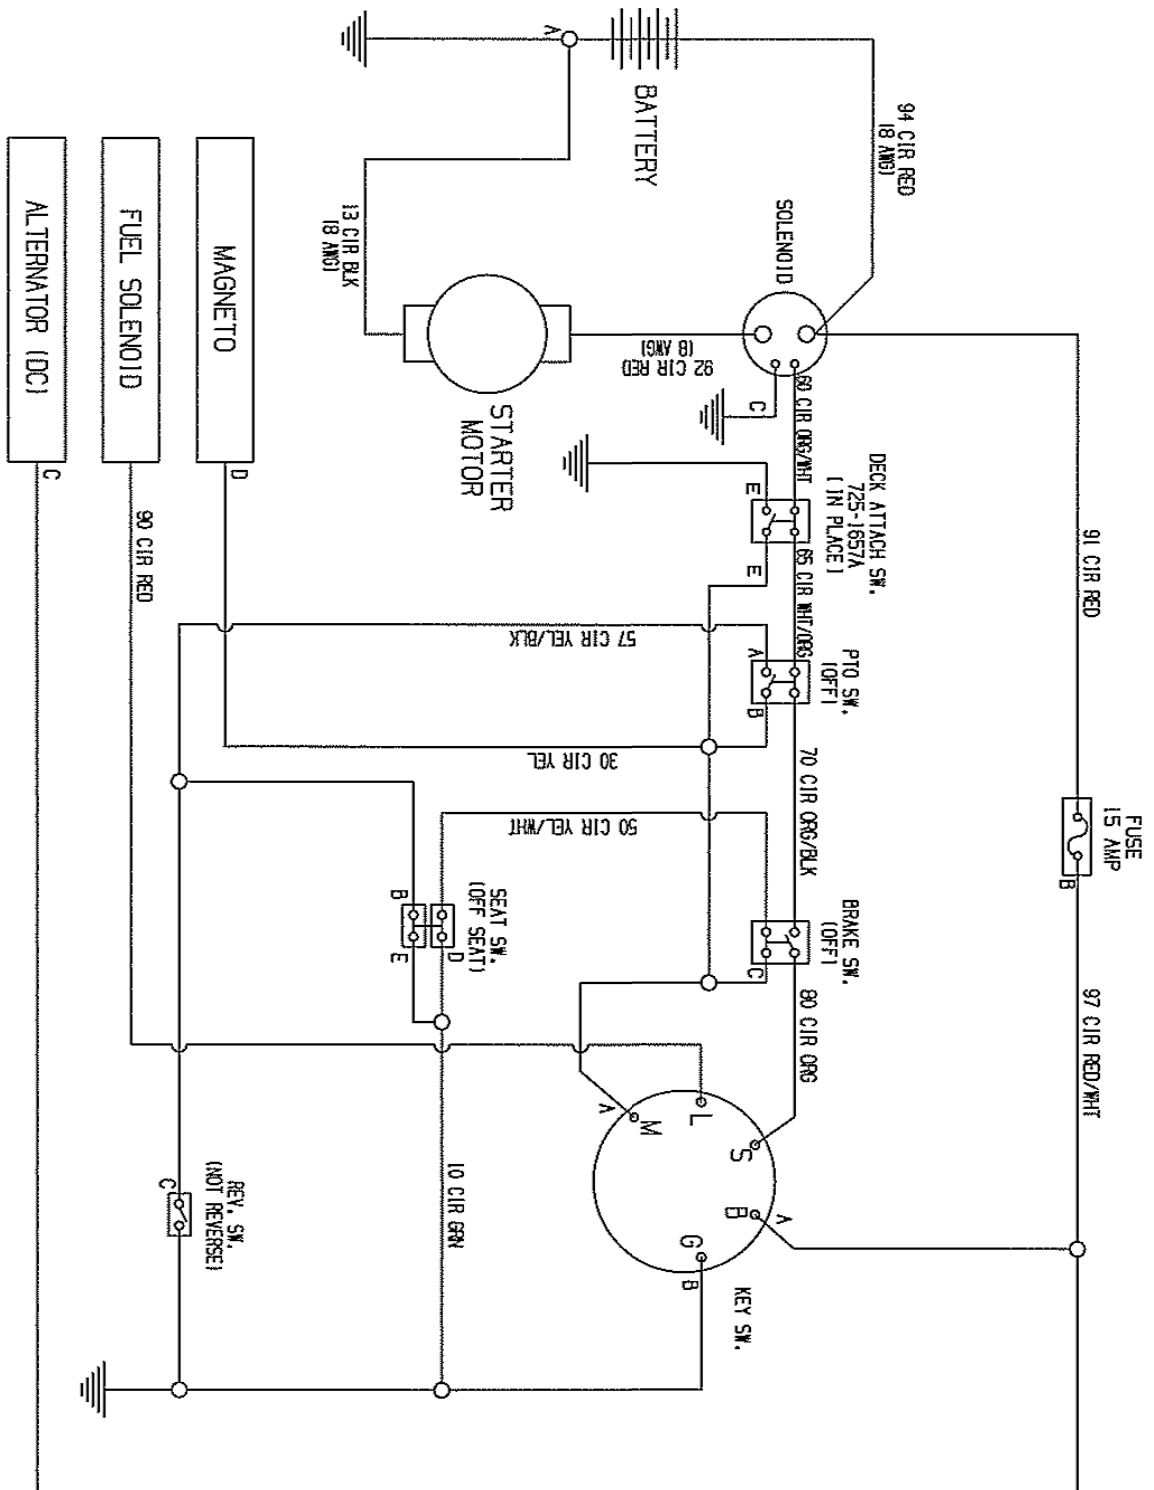 FUSE
15 AMP
B
91 CIR RED
97 CIR RED/WHT
94 CIR RED
(8 AWG)
DECK ATTACH SW.
725-1657A
( IN PLACE )
PTO SW.
(OFF)
BRAKE SW.
(OFF)
SOLENOID
60 CIR ORG/WHT
65 CIR WHT/ORG
70 CIR ORG/BLK
80 CIR ORG
C
E
E
A
B
C
92 CIR RED
(8 AWG)
KEY SW.
S
B
A
L
M
A
G
B
A
BATTERY
STARTER
MOTOR
57 CIR YEL/BLK
30 CIR YEL
50 CIR YEL/WHT
SEAT SW.
(OFF SEAT)
B
E
D
10 CIR GRN
13 CIR BLK
(8 AWG)
REV. SW.
(NOT REVERSE)
C
MAGNETO
D
FUEL SOLENOID
90 CIR RED
ALTERNATOR (DC)
C